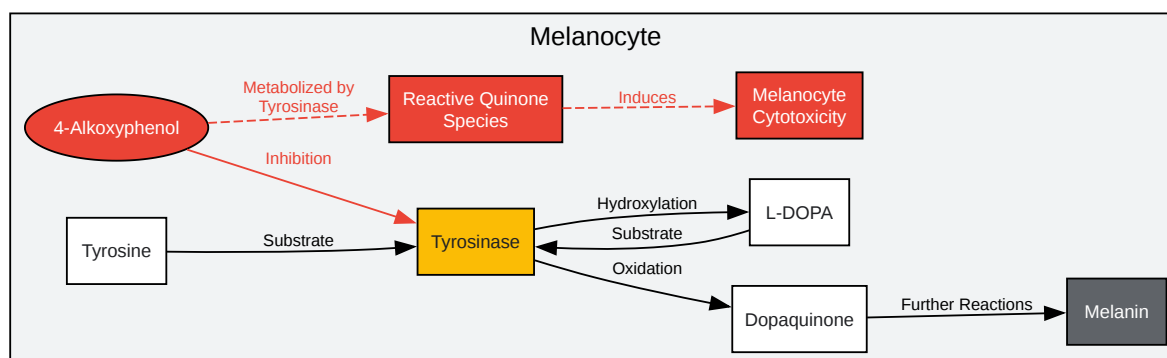 Melanocyte
Metabolized by
Tyrosinase
Reactive Quinone
Species
Induces
Melanocyte
Cytotoxicity
4-Alkoxyphenol
Inhibition
Hydroxylation
L-DOPA
Tyrosine
Substrate
Tyrosinase
Substrate
Oxidation
Dopaquinone
Further Reactions
Melanin